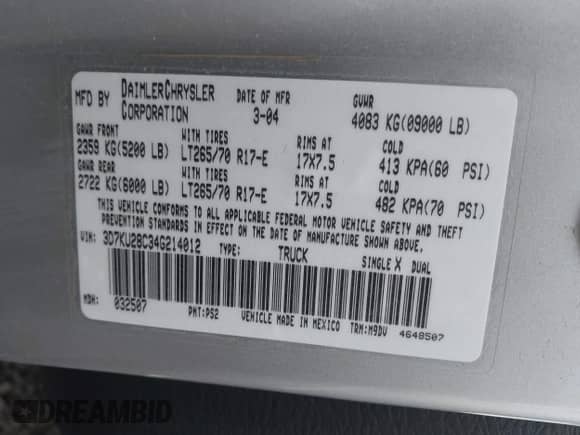 MFD BY DAIMLERCHRYSLER CORPORATION DATE OF MFR 3-04 GVWR 4083 KG(09000 LB)
GAWR FRONT WITH TIRES RIMS AT COLD
2359 KG(5200 LB) LT265/70 R17-E 17X7.5 413 KPA(60 PSI)
GAWR REAR WITH TIRES RIMS AT COLD
2722 KG(6000 LB) LT265/70 R17-E 17X7.5 482 KPA(70 PSI)
THIS VEHICLE CONFORMS TO ALL APPLICABLE FEDERAL MOTOR VEHICLE SAFETY AND THEFT
PREVENTION STANDARDS IN EFFECT ON THE DATE OF MANUFACTURE SHOWN ABOVE.
VIN: 3D7KU28C34G214012 TYPE: TRUCK SINGLE X DUAL
MDH: 032507 PNT:PS2 VEHICLE MADE IN MEXICO TRM:M9DV 4648507
DREAMBID